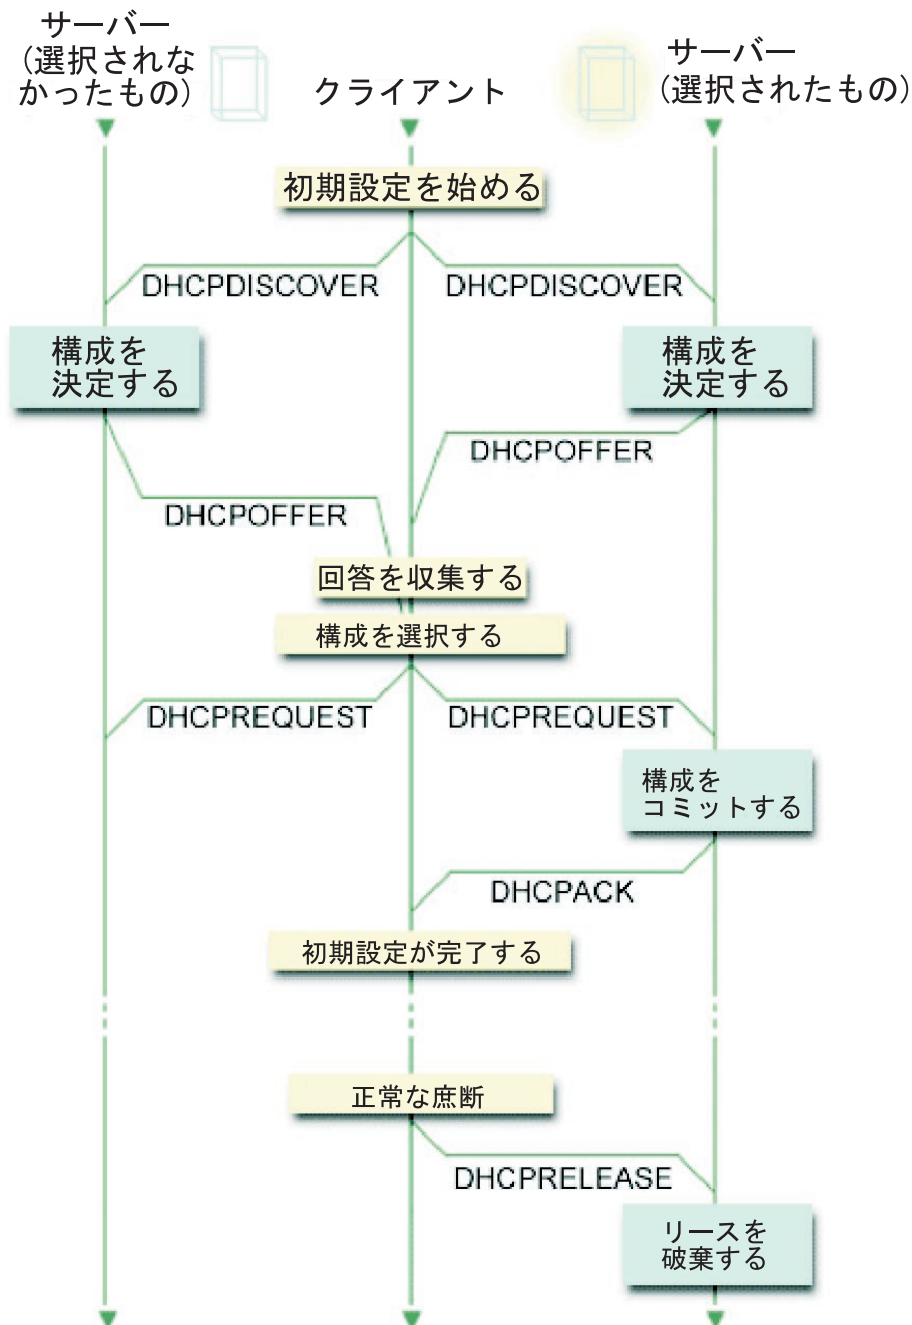 サーバー
(選択されな
かったもの)
クライアント
サーバー
(選択されたもの)
初期設定を始める
DHCPDISCOVER
DHCPDISCOVER
構成を
決定する
構成を
決定する
DHCPOFFER
DHCPOFFER
回答を収集する
構成を選択する
DHCPREQUEST
DHCPREQUEST
構成を
コミットする
DHCPACK
初期設定が完了する
正常な庶断
DHCPRELEASE
リースを
破棄する